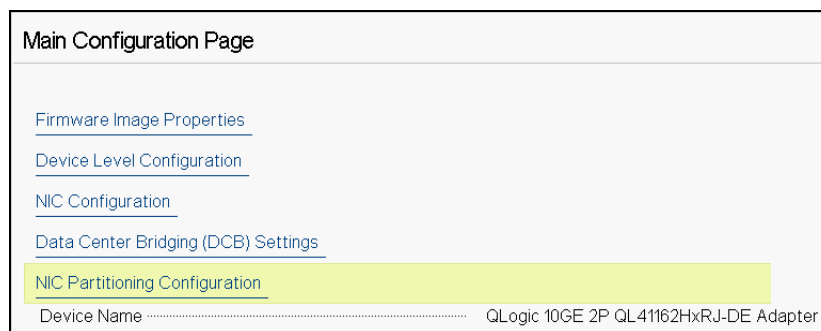 Main Configuration Page
Firmware Image Properties
Device Level Configuration
NIC Configuration
Data Center Bridging (DCB) Settings
NIC Partitioning Configuration
Device Name QLogic 10GE 2P QL41162HxRJ-DE Adapter